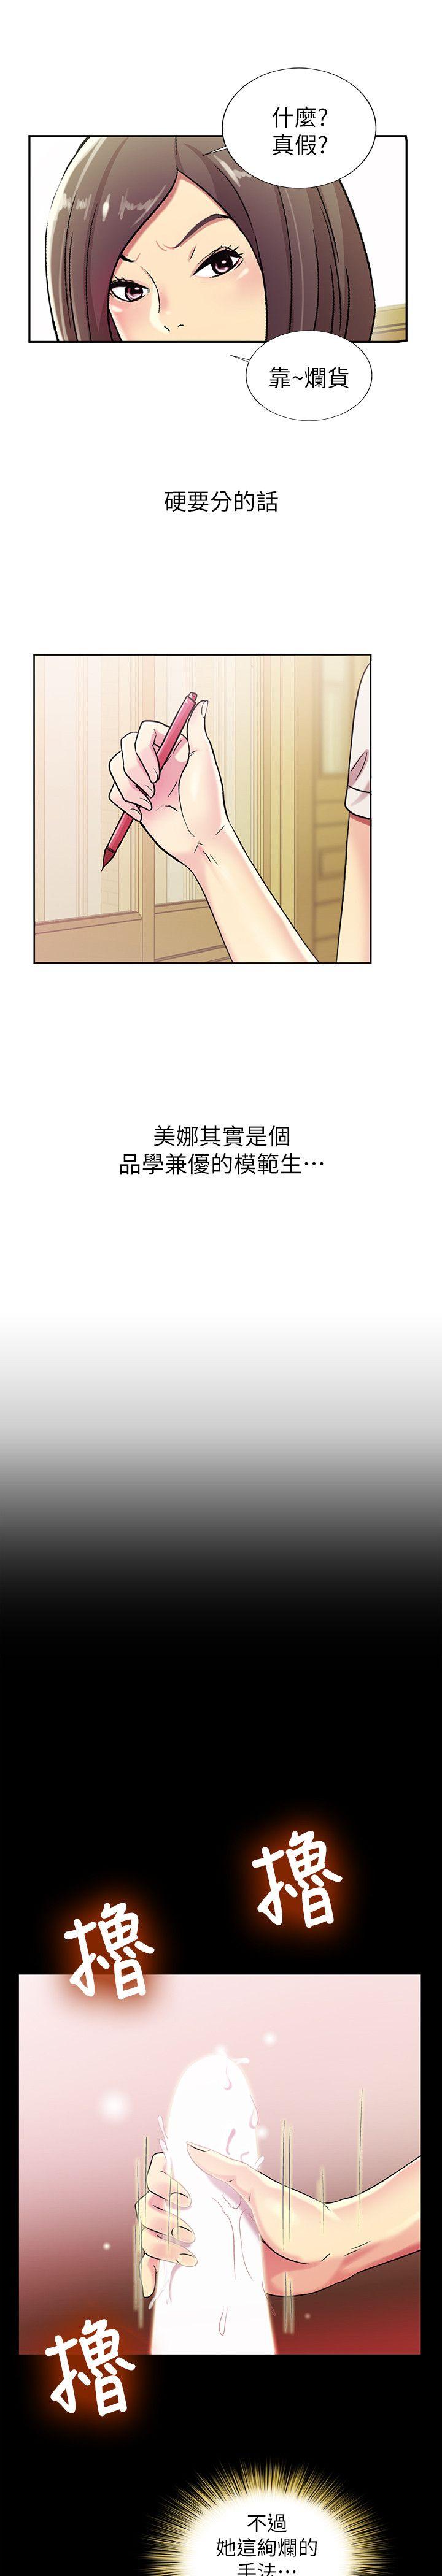 什麼?
真假?
靠~爛貨
硬要分的話
美娜其實是個
品學兼優的模範生⋯
擼
擼
擼
不過
她這絢爛的
手法⋯